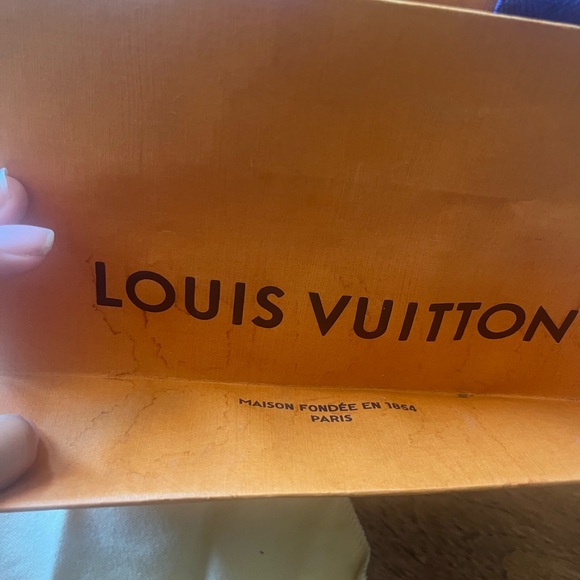 LOUIS VUITTON
MAISON FONDÉE EN 1854
PARIS